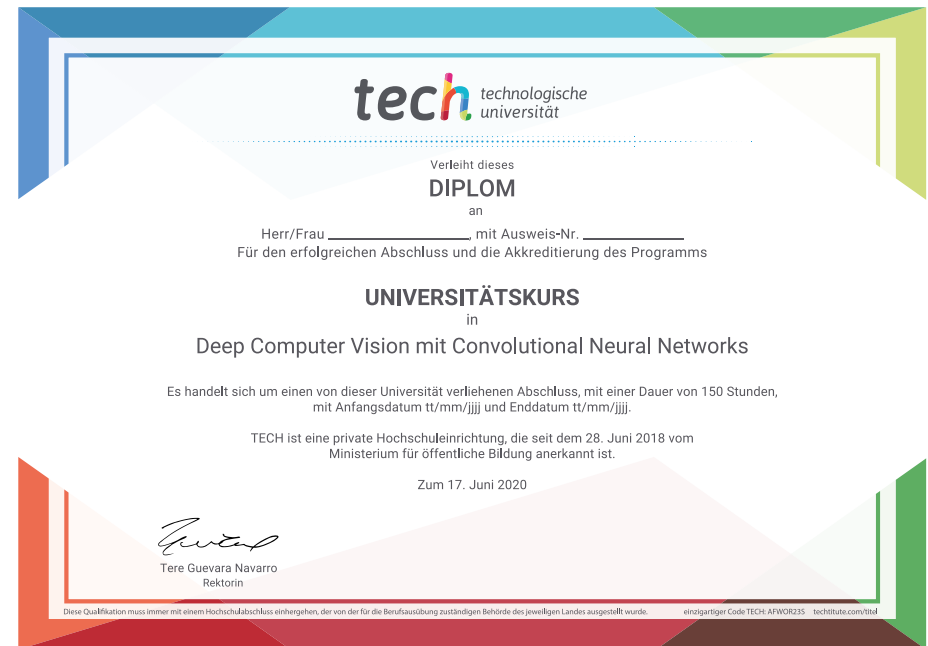 tech technologische
universität
Verleiht dieses
DIPLOM
an
Herr/Frau ____________________, mit Ausweis-Nr. ______________
Für den erfolgreichen Abschluss und die Akkreditierung des Programms
UNIVERSITÄTSKURS
in
Deep Computer Vision mit Convolutional Neural Networks
Es handelt sich um einen von dieser Universität verliehenen Abschluss, mit einer Dauer von 150 Stunden,
mit Anfangsdatum tt/mm/jjjj und Enddatum tt/mm/jjjj.
TECH ist eine private Hochschuleinrichtung, die seit dem 28. Juni 2018 vom
Ministerium für öffentliche Bildung anerkannt ist.
Zum 17. Juni 2020
Tere Guevara Navarro
Rektorin
Diese Qualifikation muss immer mit einem Hochschulabschluss einhergehen, der von der für die Berufsausübung zuständigen Behörde des jeweiligen Landes ausgestellt wurde. einzigartiger Code TECH: AFWOR23S techtitute.com/titel